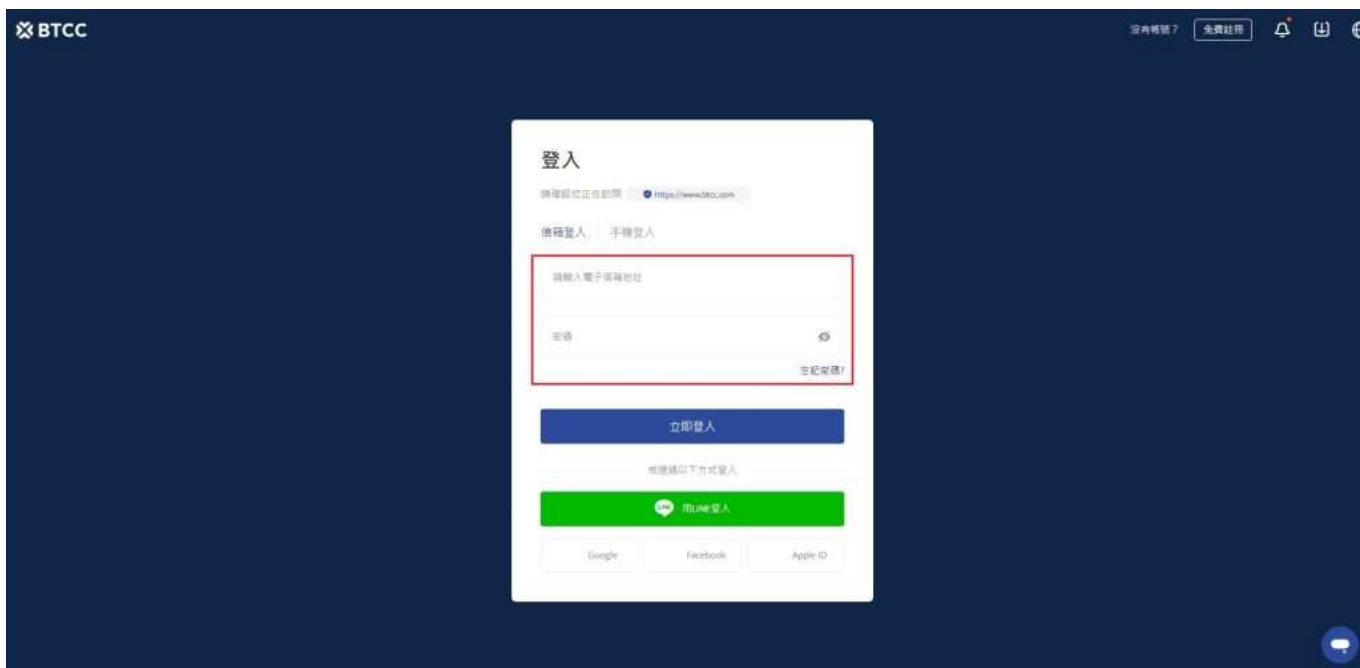 BTCC
沒有帳號？ 免費註冊
登入
請確認您正在訪問 https://www.btcc.com
信箱登入 手機登入
請輸入電子信箱地址
密碼
忘記密碼?
立即登入
或透過以下方式登入
LINE 用LINE登入
Google Facebook Apple ID